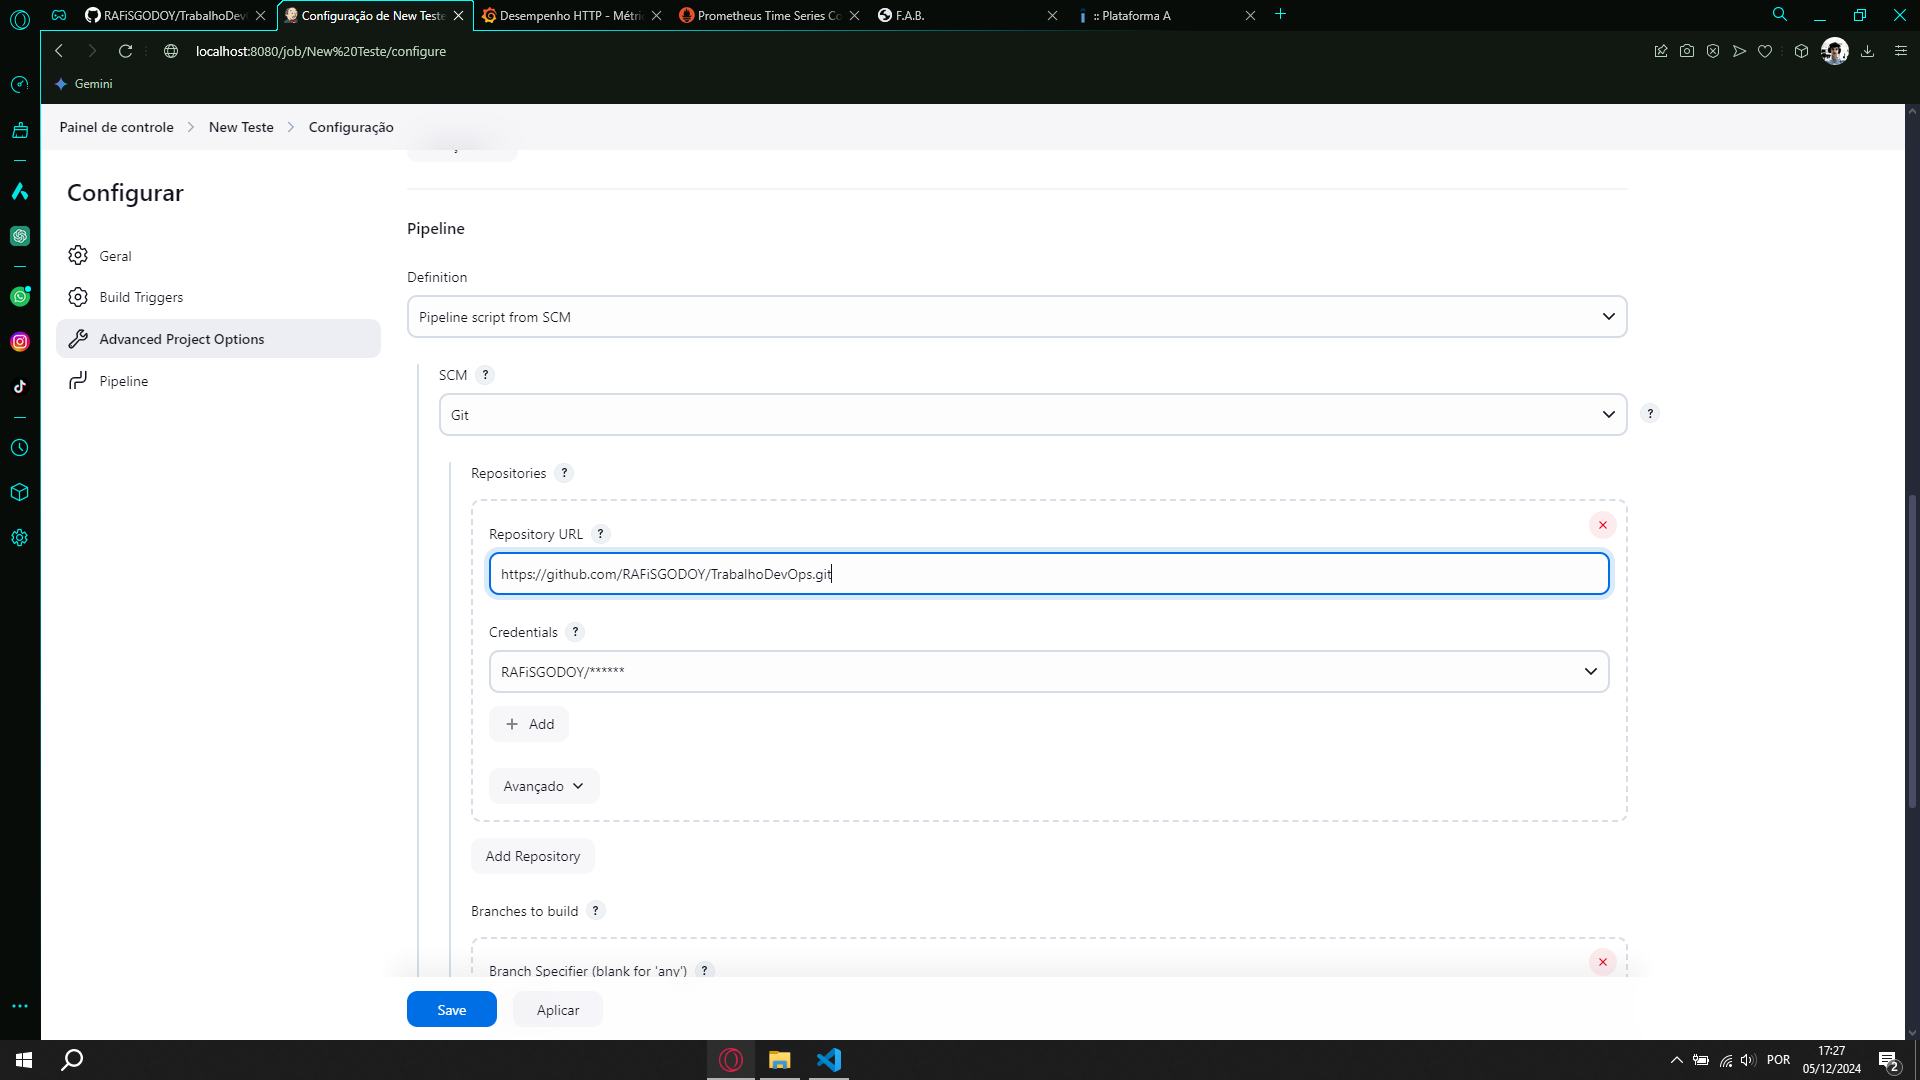 RAFiSGODOY/TrabalhoDev
Configuração de New Teste
Desempenho HTTP - Métri
Prometheus Time Series Co
F.A.B.
:: Plataforma A
localhost:8080/job/New%20Teste/configure
Gemini
Painel de controle
New Teste
Configuração
Configurar
Geral
Build Triggers
Advanced Project Options
Pipeline
Pipeline
Definition
Pipeline script from SCM
SCM ?
Git
?
Repositories ?
Repository URL ?
https://github.com/RAFiSGODOY/TrabalhoDevOps.git
Credentials ?
RAFiSGODOY/******
Add
Avançado
Add Repository
Branches to build ?
Branch Specifier (blank for 'any') ?
Save
Aplicar
POR
17:27
05/12/2024
2